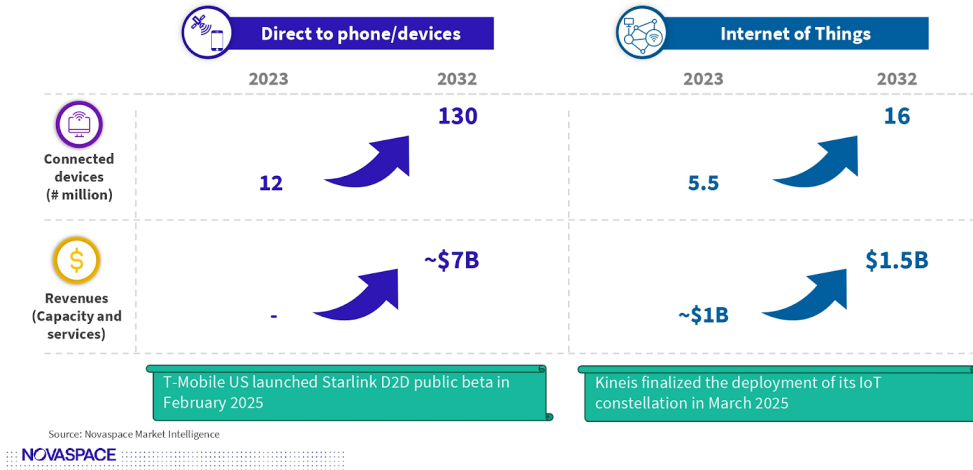 Direct to phone/devices
Internet of Things
2023
2032
2023
2032
Connected
devices
(# million)
12
130
5.5
16
Revenues
(Capacity and
services)
-
~$7B
~$1B
$1.5B
T-Mobile US launched Starlink D2D public beta in
February 2025
Kineis finalized the deployment of its IoT
constellation in March 2025
Source: Novaspace Market Intelligence
NOVASPACE